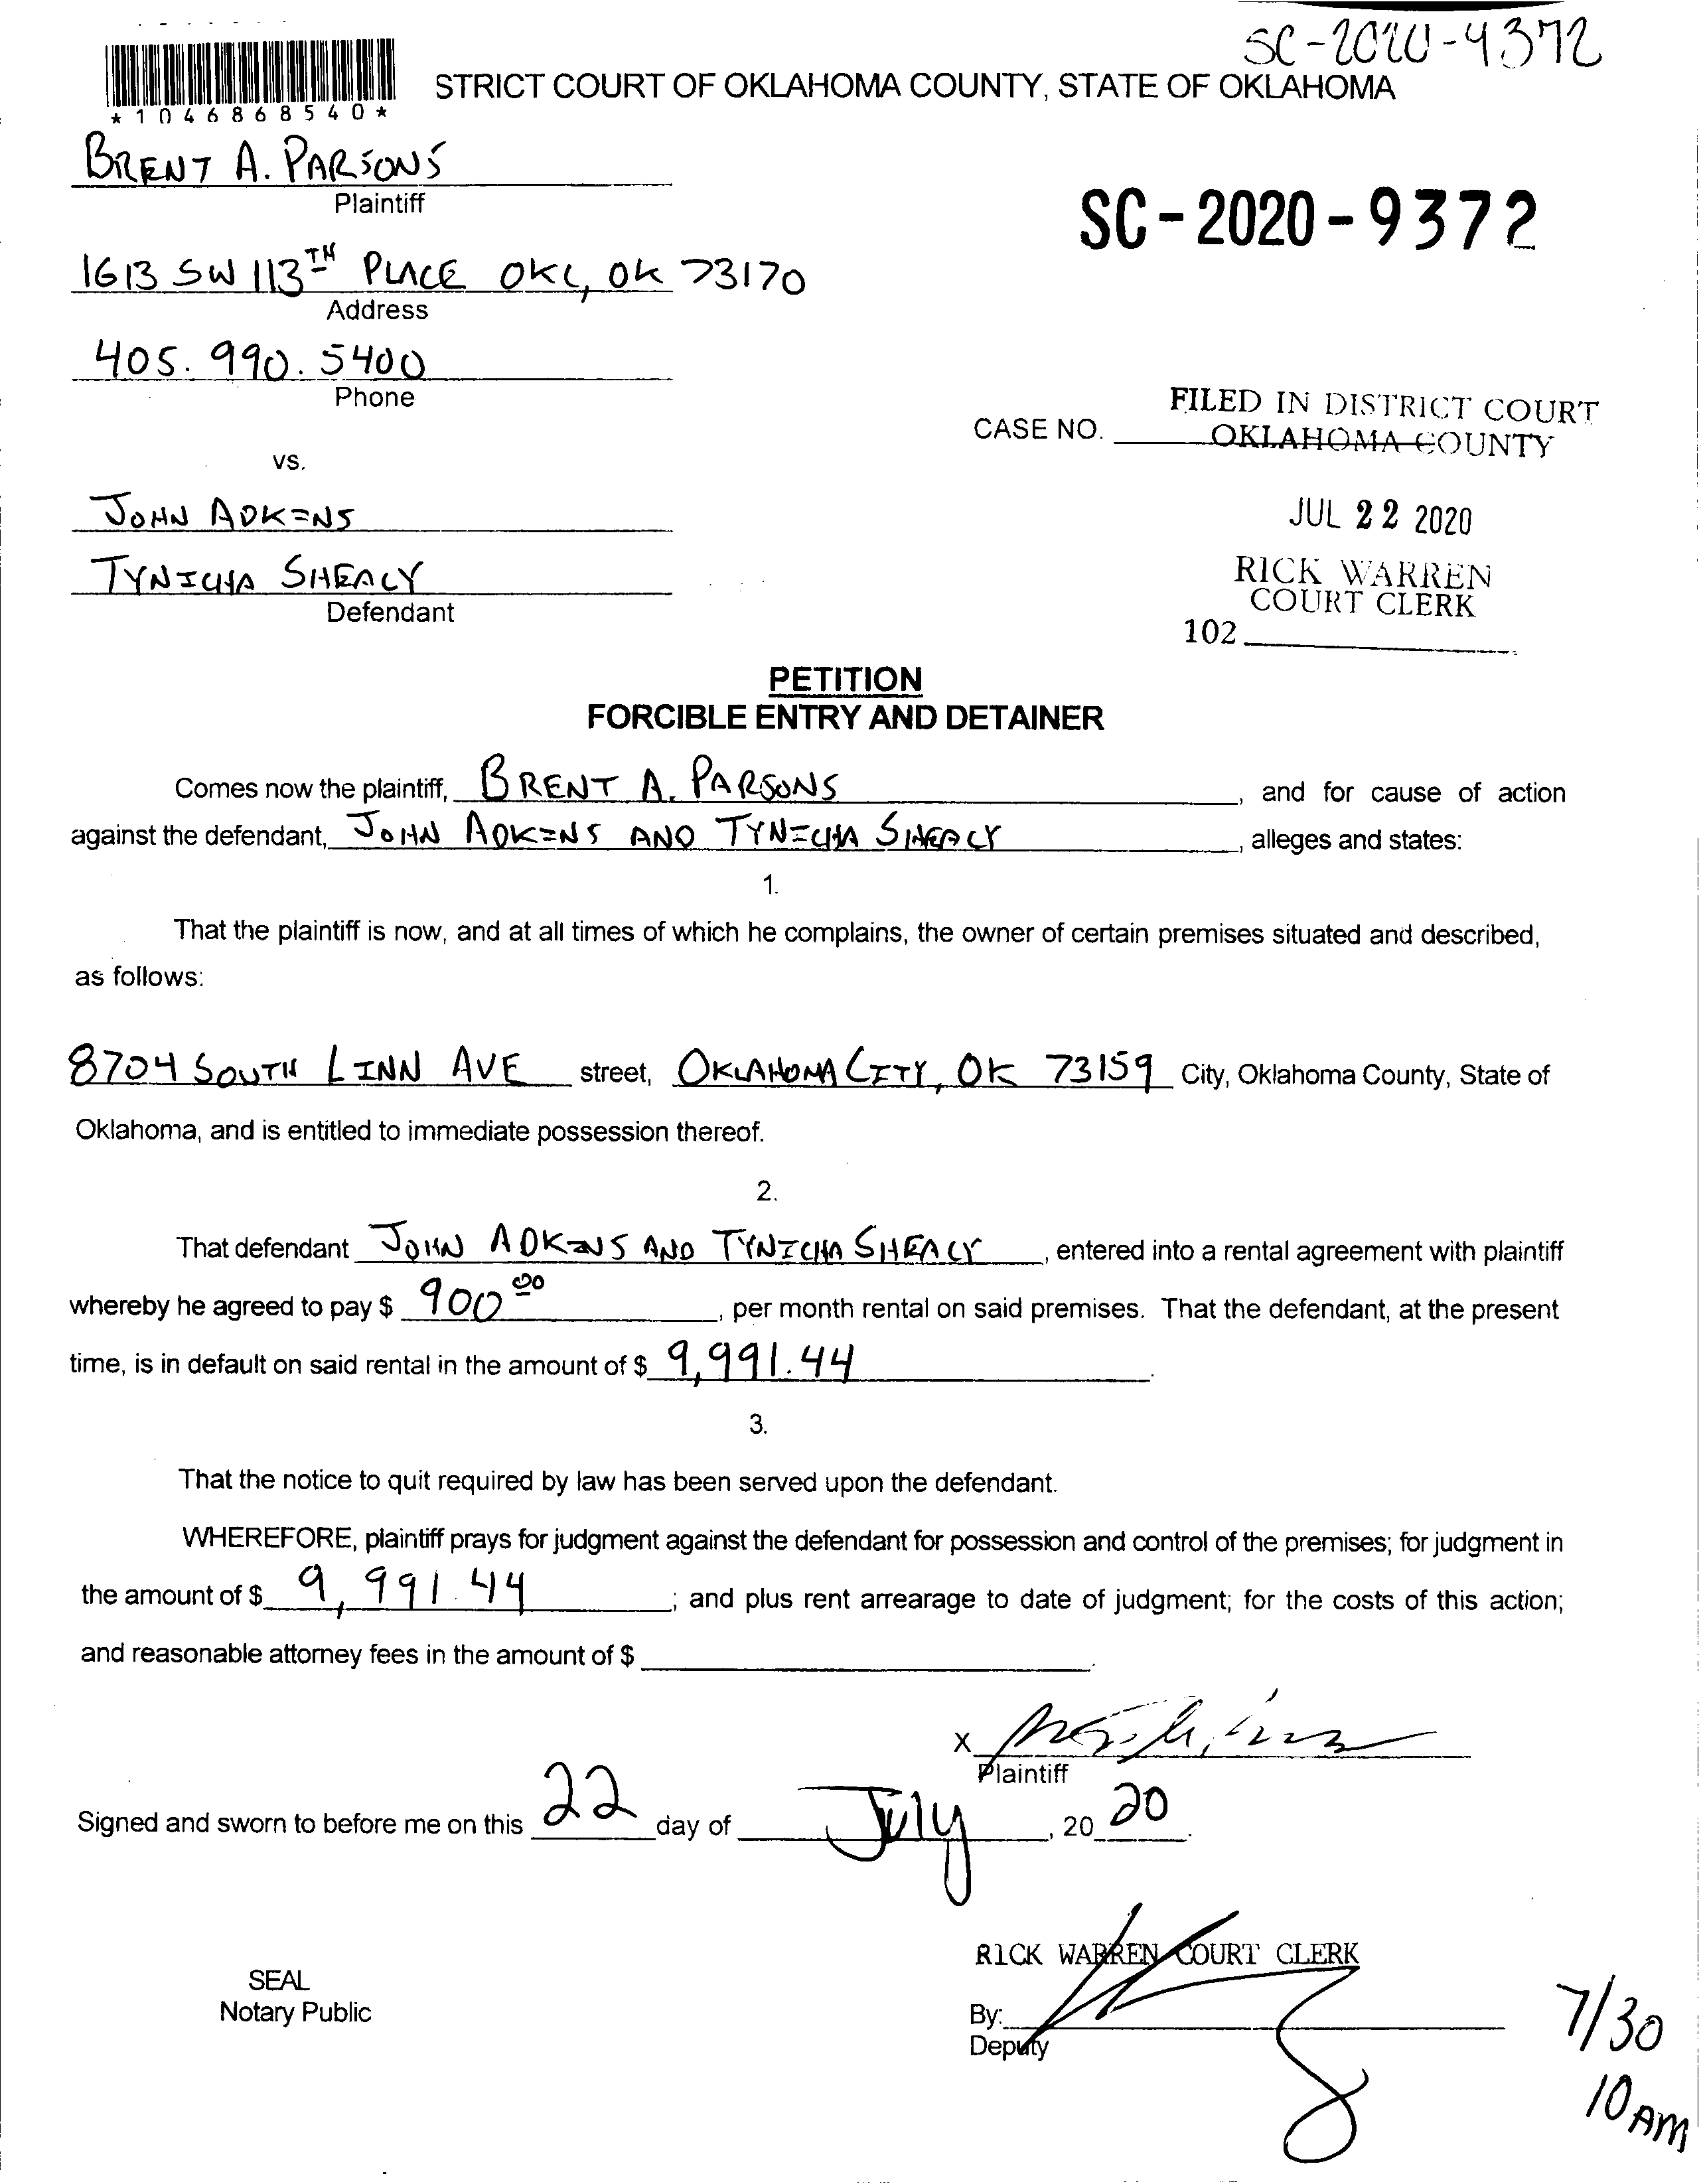 SC-2020-9372
*1046868540*
STRICT COURT OF OKLAHOMA COUNTY, STATE OF OKLAHOMA
BRENT A. PARSONS
Plaintiff
SC-2020-9372
1613 SW 113TH PLACE OKC, OK 73170
Address
405.990.5400
Phone
FILED IN DISTRICT COURT
CASE NO. OKLAHOMA COUNTY
vs.
JOHN ADKINS
JUL 22 2020
TYNICHA SHEALY
Defendant
RICK WARREN
COURT CLERK
102
PETITION
FORCIBLE ENTRY AND DETAINER
Comes now the plaintiff, BRENT A. PARSONS, and for cause of action
against the defendant, JOHN ADKINS AND TYNICHA SHEALY, alleges and states:
1.
That the plaintiff is now, and at all times of which he complains, the owner of certain premises situated and described,
as follows:
8704 SOUTH LINN AVE street, OKLAHOMA CITY, OK 73159 City, Oklahoma County, State of
Oklahoma, and is entitled to immediate possession thereof.
2.
That defendant JOHN ADKINS AND TYNICHA SHEALY, entered into a rental agreement with plaintiff
whereby he agreed to pay $ 900.00, per month rental on said premises. That the defendant, at the present
time, is in default on said rental in the amount of $ 9,991.44.
3.
That the notice to quit required by law has been served upon the defendant.
WHEREFORE, plaintiff prays for judgment against the defendant for possession and control of the premises; for judgment in
the amount of $ 9,991.44; and plus rent arrearage to date of judgment; for the costs of this action;
and reasonable attorney fees in the amount of $ .
X
Plaintiff
Signed and sworn to before me on this 22 day of July, 20 20.
RICK WARREN COURT CLERK
SEAL
Notary Public
By:
Deputy
7/30
10 AM